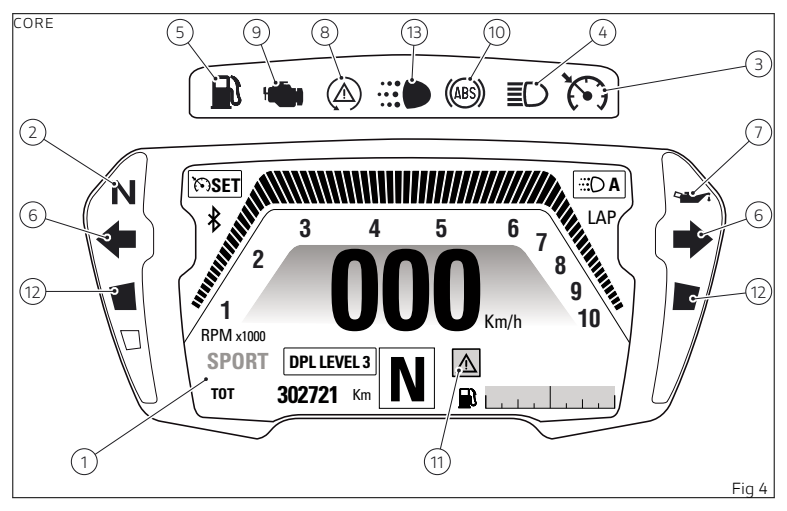 CORE
5 9 8 13 10 4
3
ABS
2 7
N
SET A
LAP
6 6
3 4 5 6
2 7
8
12 9 12
1 10
000 Km/h
RPM x1000
SPORT DPL LEVEL 3 N
TOT 302721 Km
1 11
Fig 4